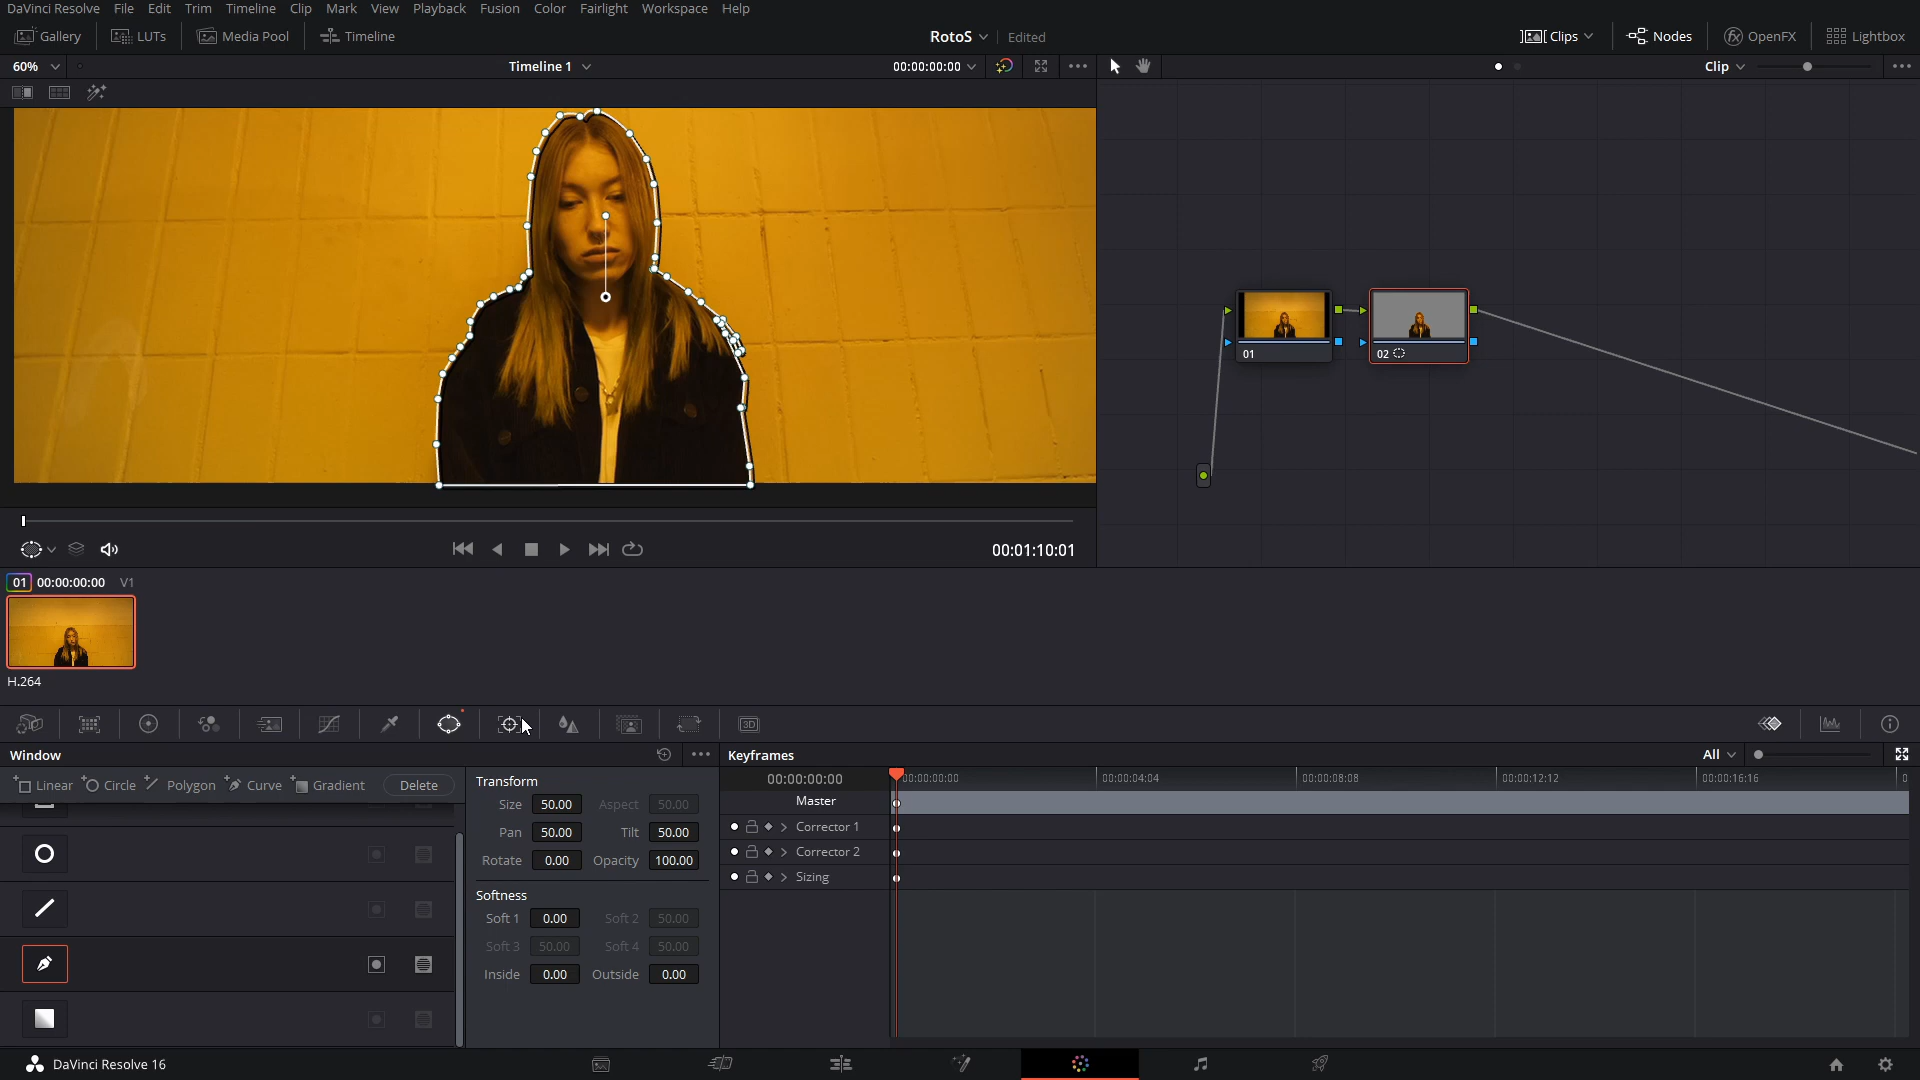 DaVinci Resolve File Edit Trim Timeline Clip Mark View Playback Fusion Color Fairlight Workspace Help
Gallery LUTs Media Pool Timeline RotoS Edited Clips Nodes OpenFX Lightbox
60% Timeline 1 00:00:00:00 Clip
01 02
00:01:10:01
01 00:00:00:00 V1
H.264
3D
Window
Linear Circle Polygon Curve Gradient Delete
Transform
Size 50.00 Aspect 50.00
Pan 50.00 Tilt 50.00
Rotate 0.00 Opacity 100.00
Softness
Soft 1 0.00 Soft 2 50.00
Soft 3 50.00 Soft 4 50.00
Inside 0.00 Outside 0.00
Keyframes All
00:00:00:00 00:00:00:00 00:00:04:04 00:00:08:08 00:00:12:12 00:00:16:16 0
Master
Corrector 1
Corrector 2
Sizing
DaVinci Resolve 16